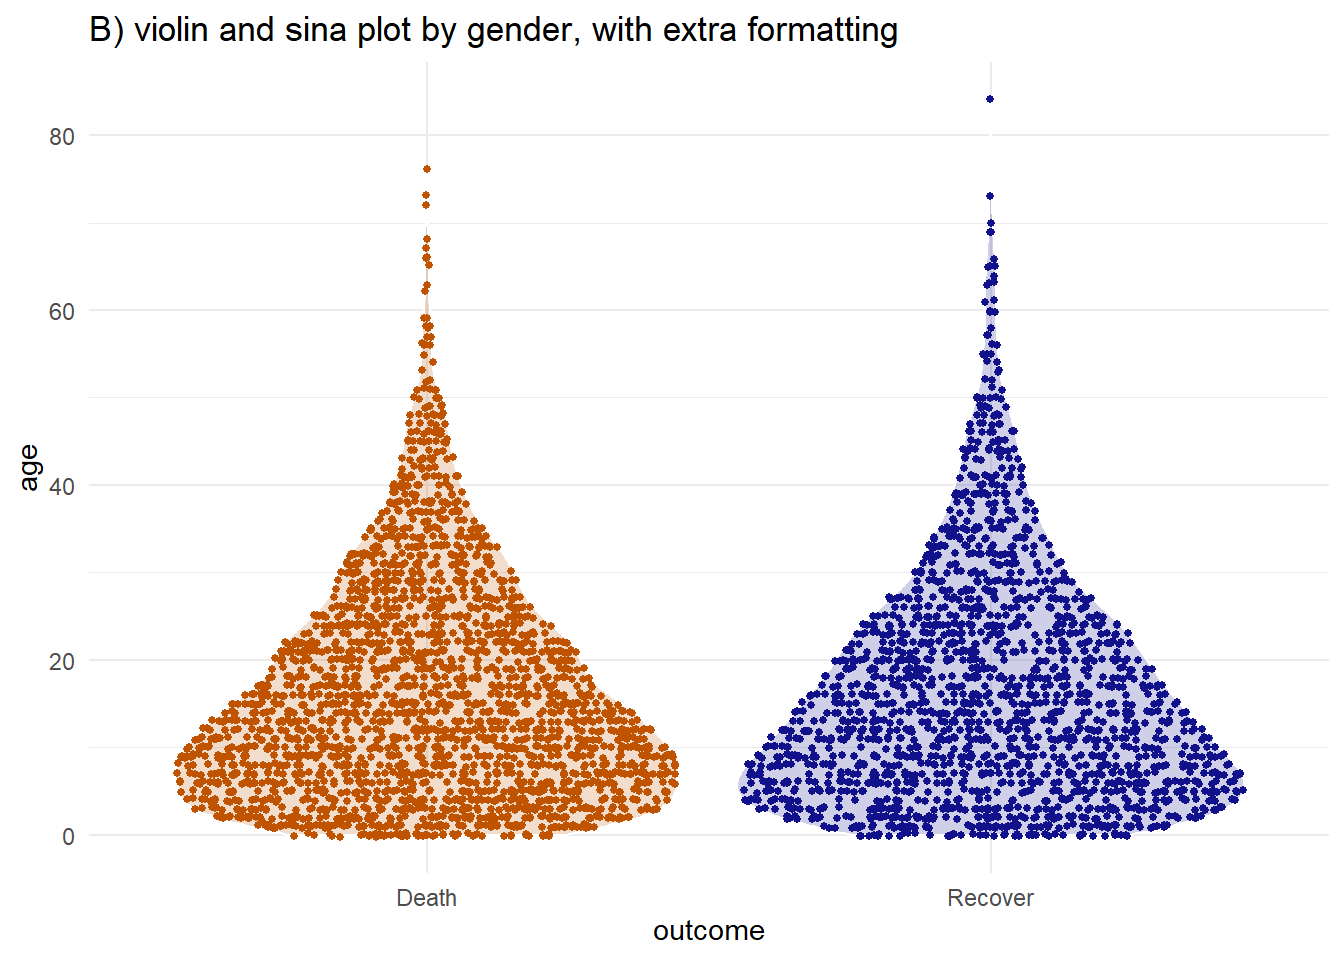 B) violin and sina plot by gender, with extra formatting
80
60
40
20
0
age
Death
Recover
outcome